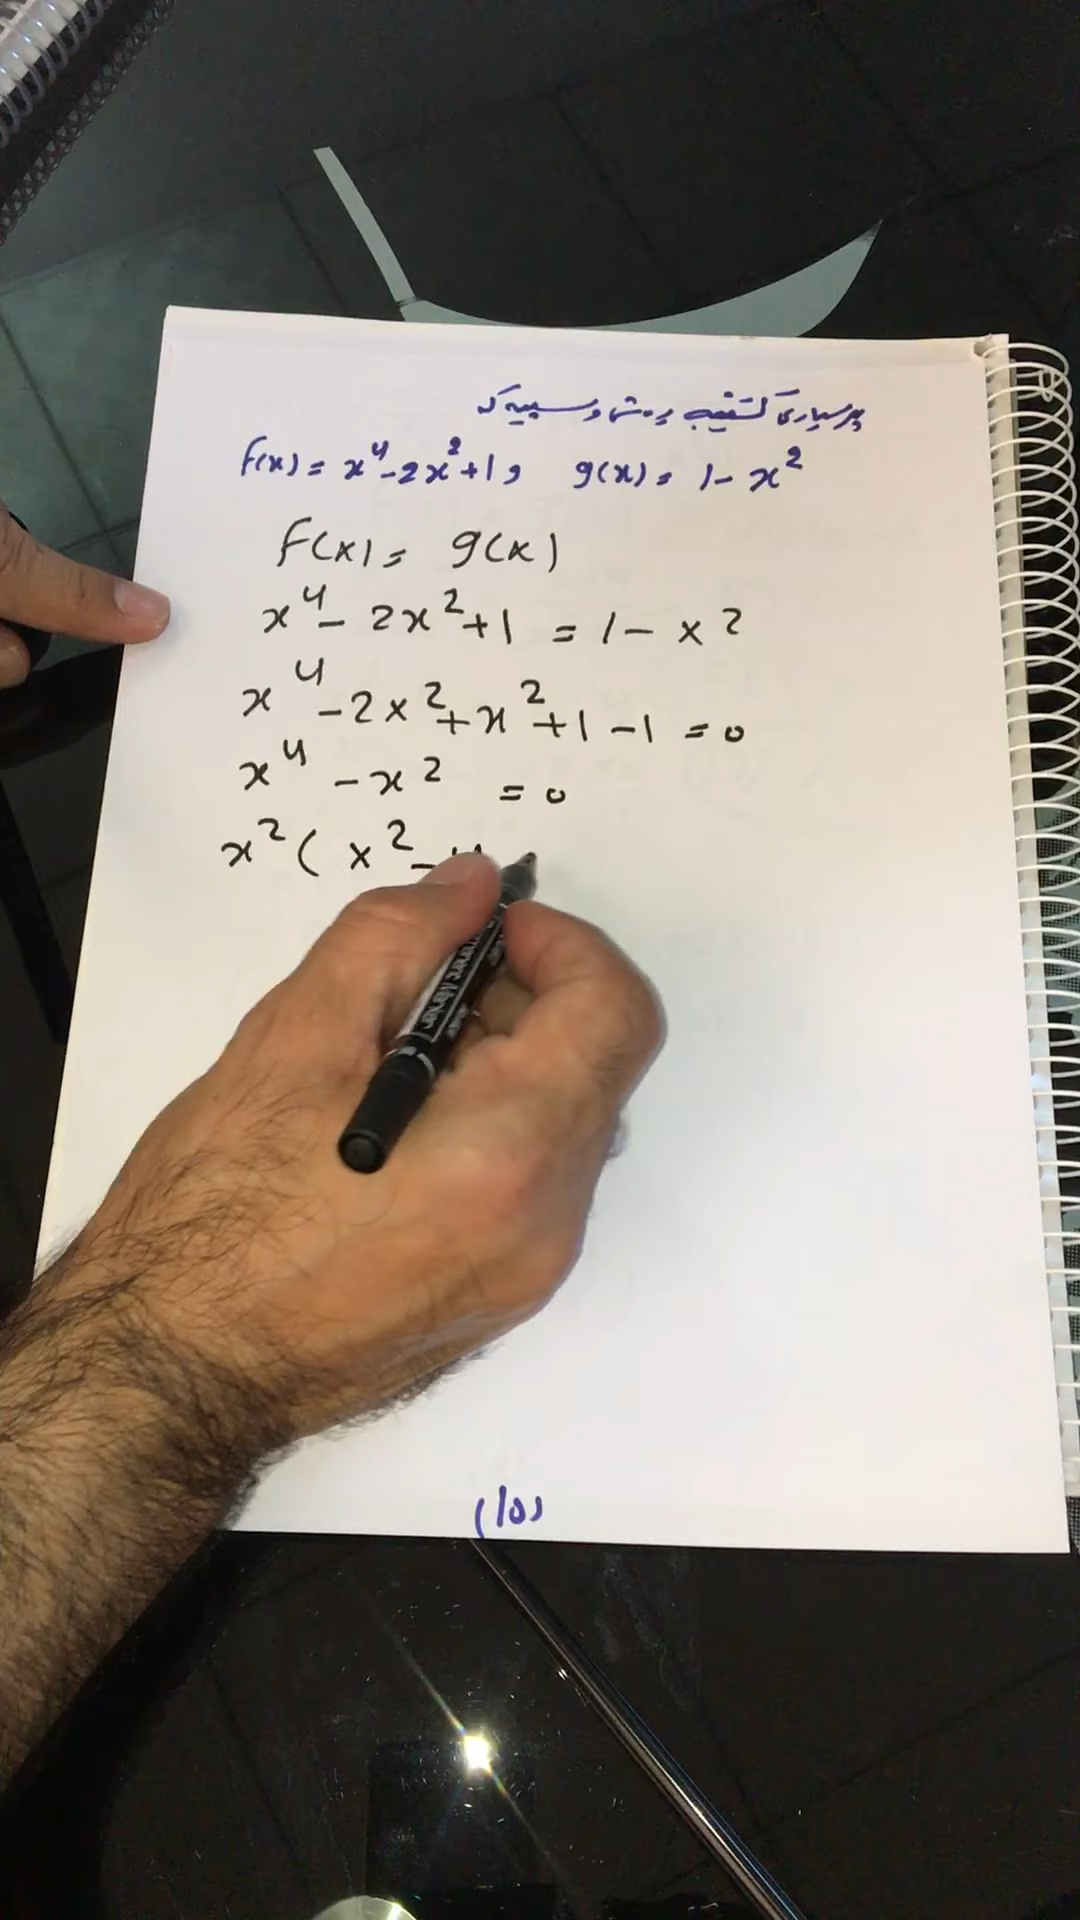 f(x) = x⁴-2x²+1 , g(x) = 1-x²
F(x) = g(x)
x⁴ - 2x²+1 = 1 - x²
x⁴ -2x²+x²+1 -1 = 0
x⁴ - x² = 0
x² ( x² -
(١٥)